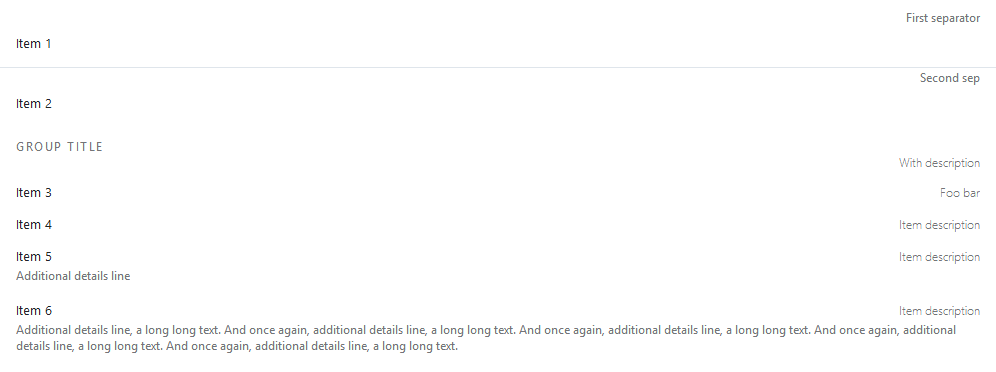 First separator
Item 1
Second sep
Item 2
GROUP TITLE
With description
Item 3 Foo bar
Item 4 Item description
Item 5 Item description
Additional details line
Item 6 Item description
Additional details line, a long long text. And once again, additional details line, a long long text. And once again, additional details line, a long long text. And once again, additional
details line, a long long text. And once again, additional details line, a long long text.